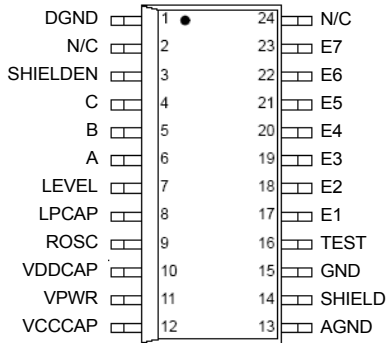 DGND 1 24 N/C
N/C 2 23 E7
SHIELDEN 3 22 E6
C 4 21 E5
B 5 20 E4
A 6 19 E3
LEVEL 7 18 E2
LPCAP 8 17 E1
ROSC 9 16 TEST
VDDCAP 10 15 GND
VPWR 11 14 SHIELD
VCCCAP 12 13 AGND